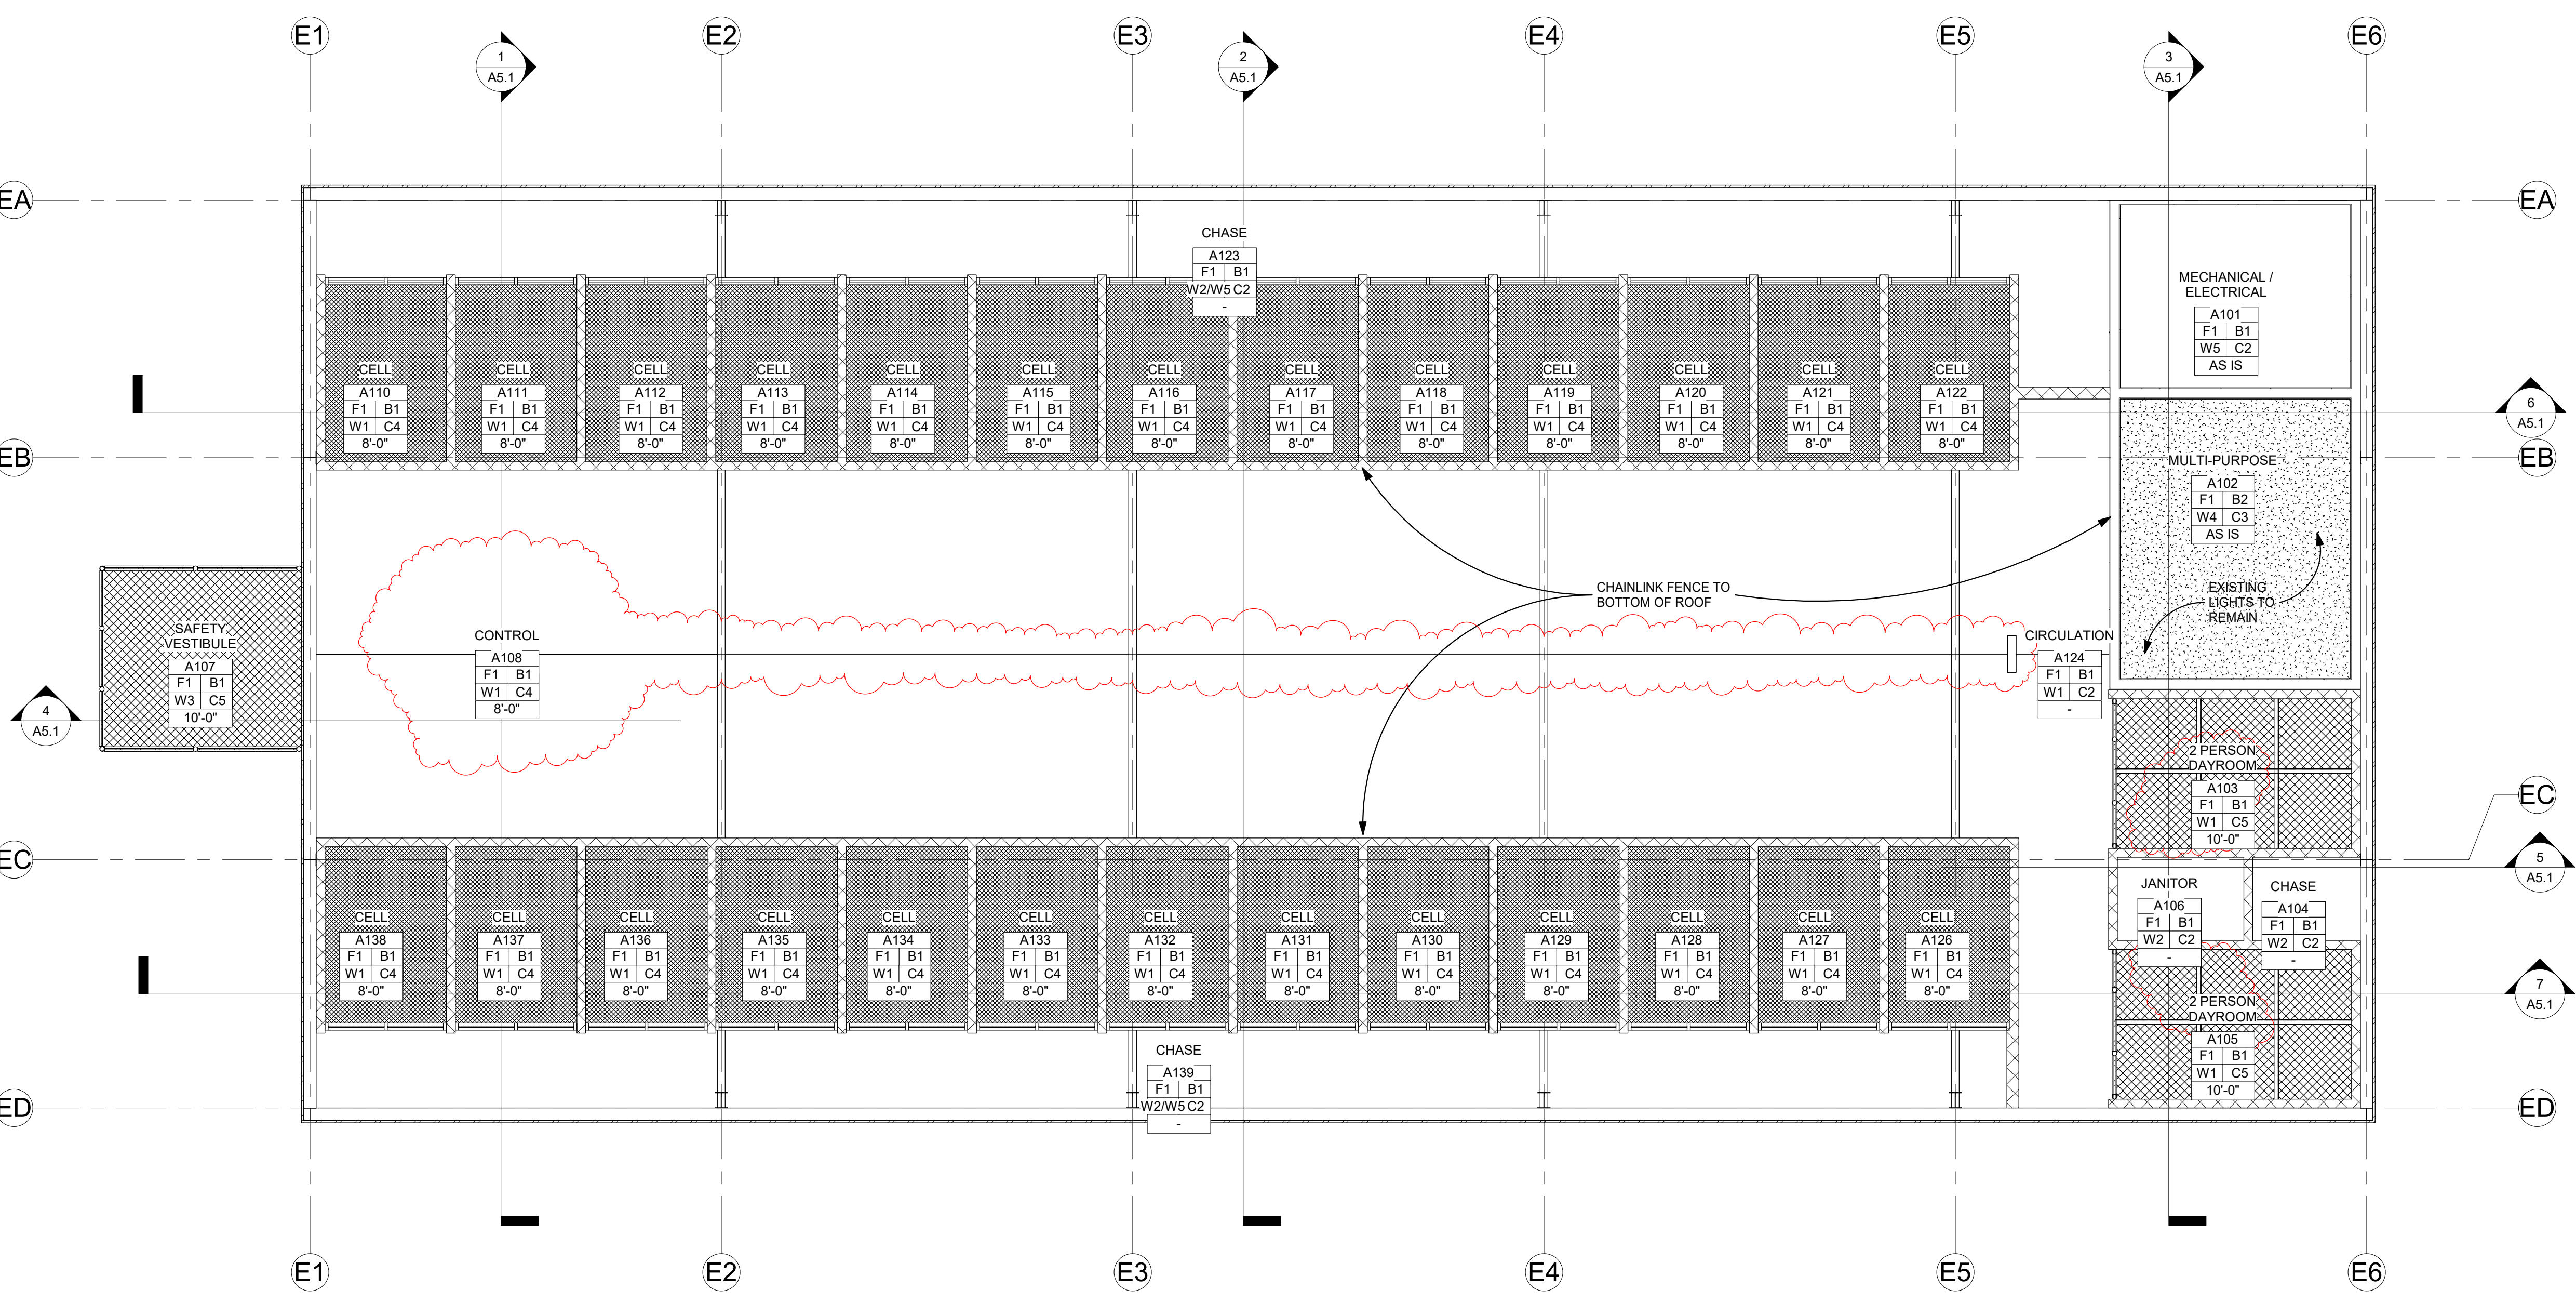 E1
E2
E3
E4
E5
E6
1
A5.1
2
A5.1
3
A5.1
EA
EA
CHASE
A123
F1 B1
W2/W5 C2
-
MECHANICAL /
ELECTRICAL
A101
F1 B1
W5 C2
AS IS
CELL
A110
F1 B1
W1 C4
8'-0"
CELL
A111
F1 B1
W1 C4
8'-0"
CELL
A112
F1 B1
W1 C4
8'-0"
CELL
A113
F1 B1
W1 C4
8'-0"
CELL
A114
F1 B1
W1 C4
8'-0"
CELL
A115
F1 B1
W1 C4
8'-0"
CELL
A116
F1 B1
W1 C4
8'-0"
CELL
A117
F1 B1
W1 C4
8'-0"
CELL
A118
F1 B1
W1 C4
8'-0"
CELL
A119
F1 B1
W1 C4
8'-0"
CELL
A120
F1 B1
W1 C4
8'-0"
CELL
A121
F1 B1
W1 C4
8'-0"
CELL
A122
F1 B1
W1 C4
8'-0"
6
A5.1
EB
EB
MULTI-PURPOSE
A102
F1 B2
W4 C3
AS IS
CHAINLINK FENCE TO
BOTTOM OF ROOF
EXISTING
LIGHTS TO
REMAIN
SAFETY
VESTIBULE
A107
F1 B1
W3 C5
10'-0"
CONTROL
A108
F1 B1
W1 C4
8'-0"
CIRCULATION
A124
F1 B1
W1 C2
-
4
A5.1
2 PERSON
DAYROOM
A103
F1 B1
W1 C5
10'-0"
EC
EC
5
A5.1
JANITOR
A106
F1 B1
W2 C2
-
CHASE
A104
F1 B1
W2 C2
-
CELL
A138
F1 B1
W1 C4
8'-0"
CELL
A137
F1 B1
W1 C4
8'-0"
CELL
A136
F1 B1
W1 C4
8'-0"
CELL
A135
F1 B1
W1 C4
8'-0"
CELL
A134
F1 B1
W1 C4
8'-0"
CELL
A133
F1 B1
W1 C4
8'-0"
CELL
A132
F1 B1
W1 C4
8'-0"
CELL
A131
F1 B1
W1 C4
8'-0"
CELL
A130
F1 B1
W1 C4
8'-0"
CELL
A129
F1 B1
W1 C4
8'-0"
CELL
A128
F1 B1
W1 C4
8'-0"
CELL
A127
F1 B1
W1 C4
8'-0"
CELL
A126
F1 B1
W1 C4
8'-0"
7
A5.1
2 PERSON
DAYROOM
A105
F1 B1
W1 C5
10'-0"
CHASE
A139
F1 B1
W2/W5 C2
-
ED
ED
E1
E2
E3
E4
E5
E6